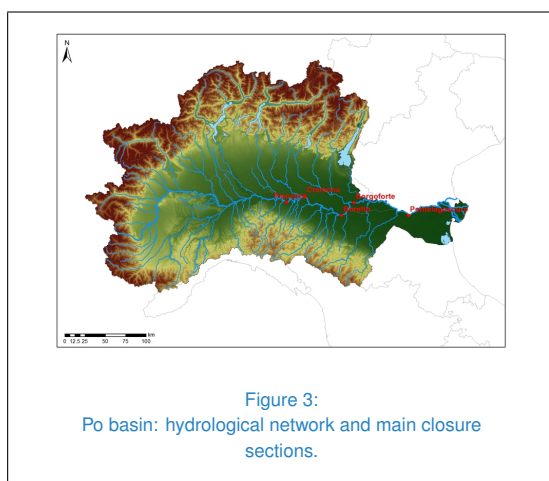 N
Cremona
Piacenza
Borgoforte
Boretto
Pontelagoscuro
km
0 12.5 25 50 75 100
Figure 3:
Po basin: hydrological network and main closure
sections.